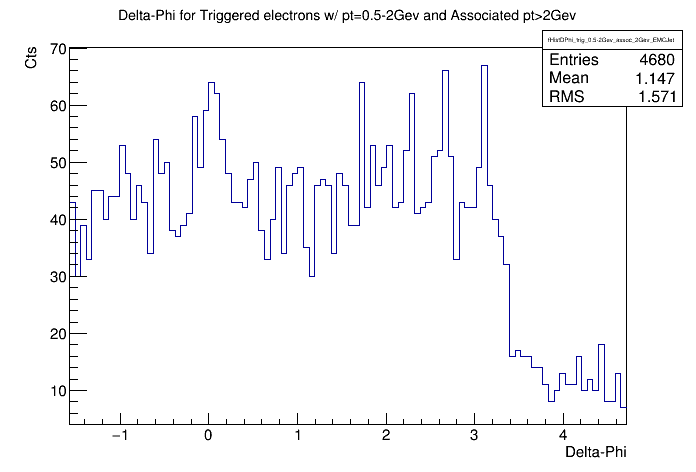 Delta-Phi for Triggered electrons w/ pt=0.5-2Gev and Associated pt>2Gev
fHistDPhi_trig_0.5-2Gev_assoc_2Gev_EMCJet
Entries 4680
Mean 1.147
RMS 1.571
Cts
70
60
50
40
30
20
10
−1 0 1 2 3 4
Delta-Phi